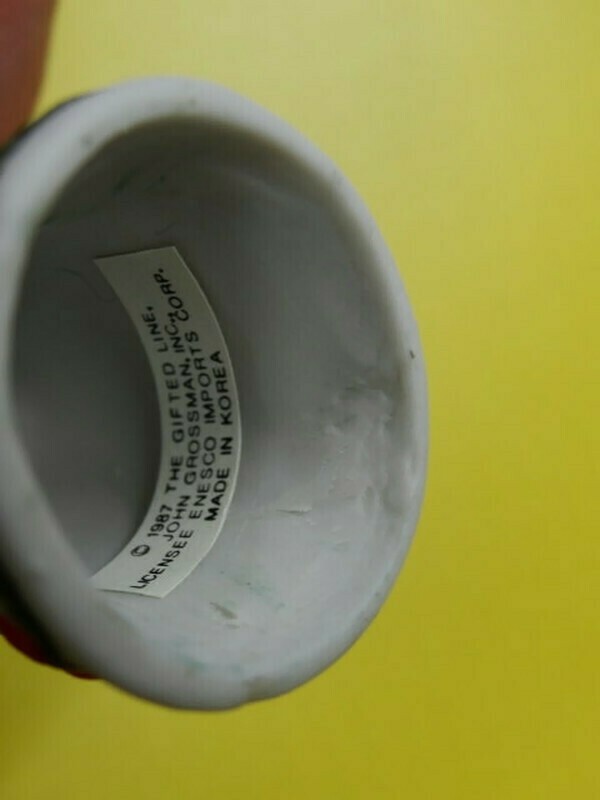 © 1987 THE GIFTED LINE,
JOHN GROSSMAN, INC.
LICENSEE ENESCO IMPORTS CORP.
MADE IN KOREA